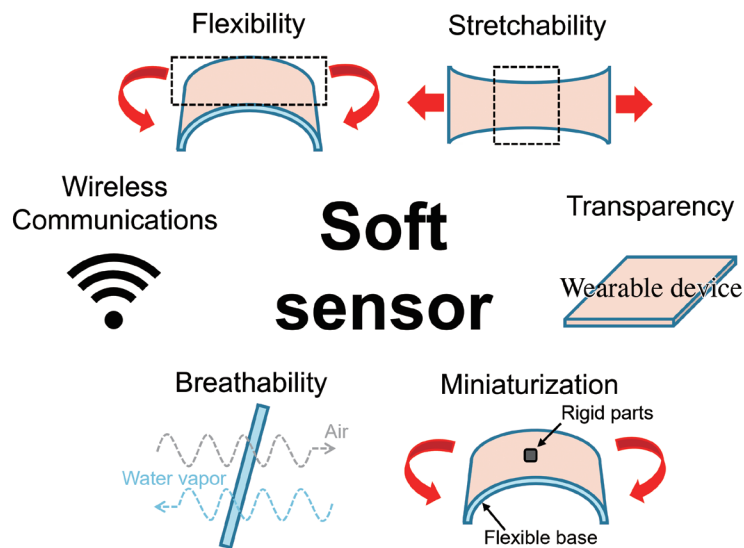 Flexibility
Stretchability
Wireless
Communications
Soft
sensor
Transparency
Wearable device
Breathability
Air
Water vapor
Miniaturization
Rigid parts
Flexible base